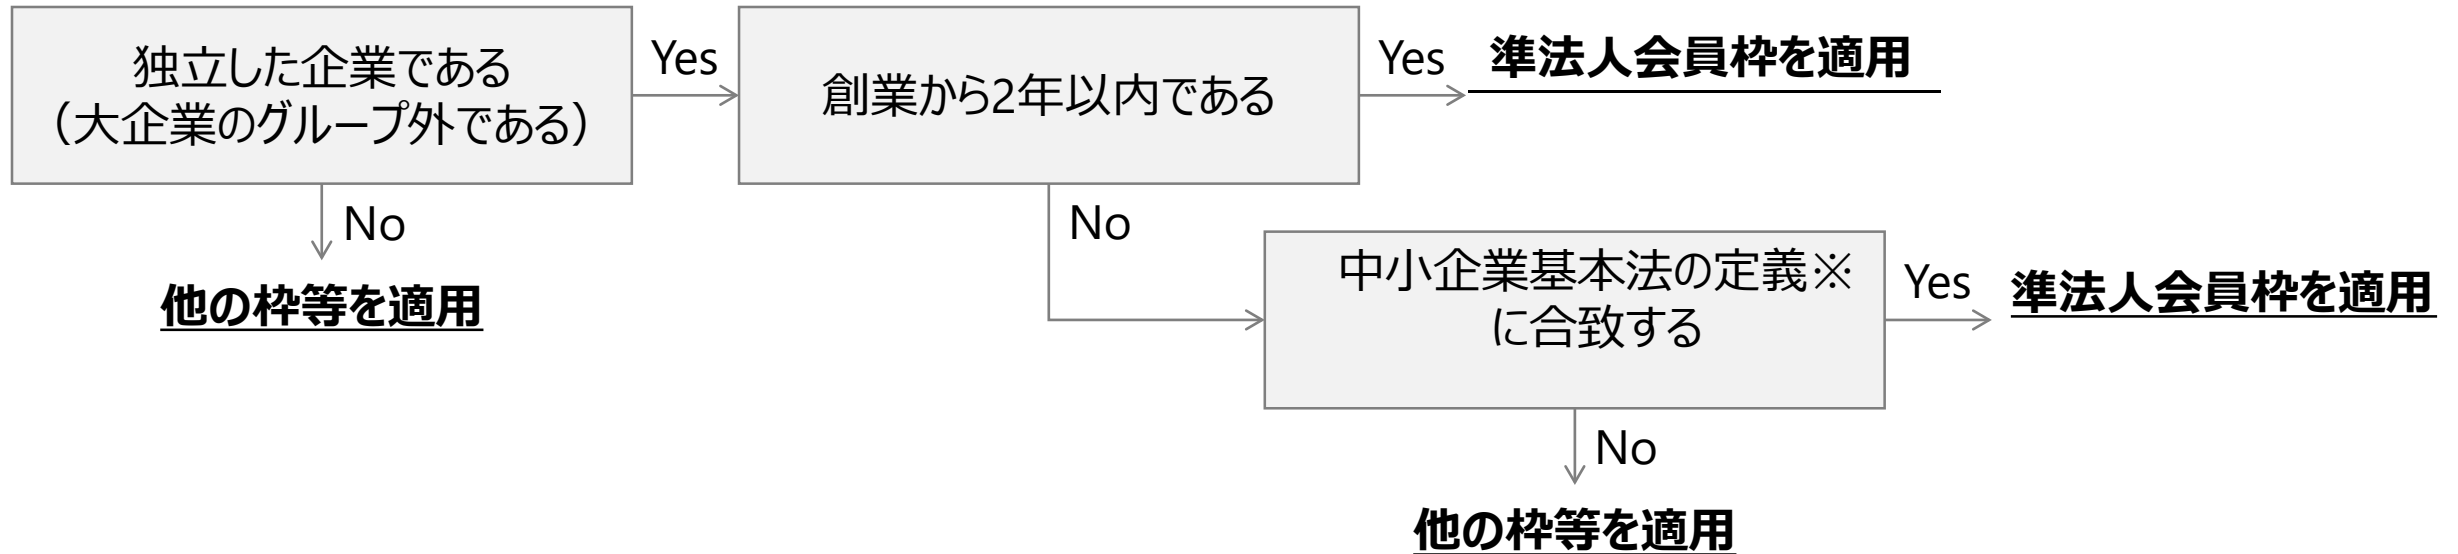 独立した企業である
（大企業のグループ外である）
Yes
創業から2年以内である
Yes
準法人会員枠を適用
No
他の枠等を適用
No
中小企業基本法の定義※
に合致する
Yes
準法人会員枠を適用
No
他の枠等を適用